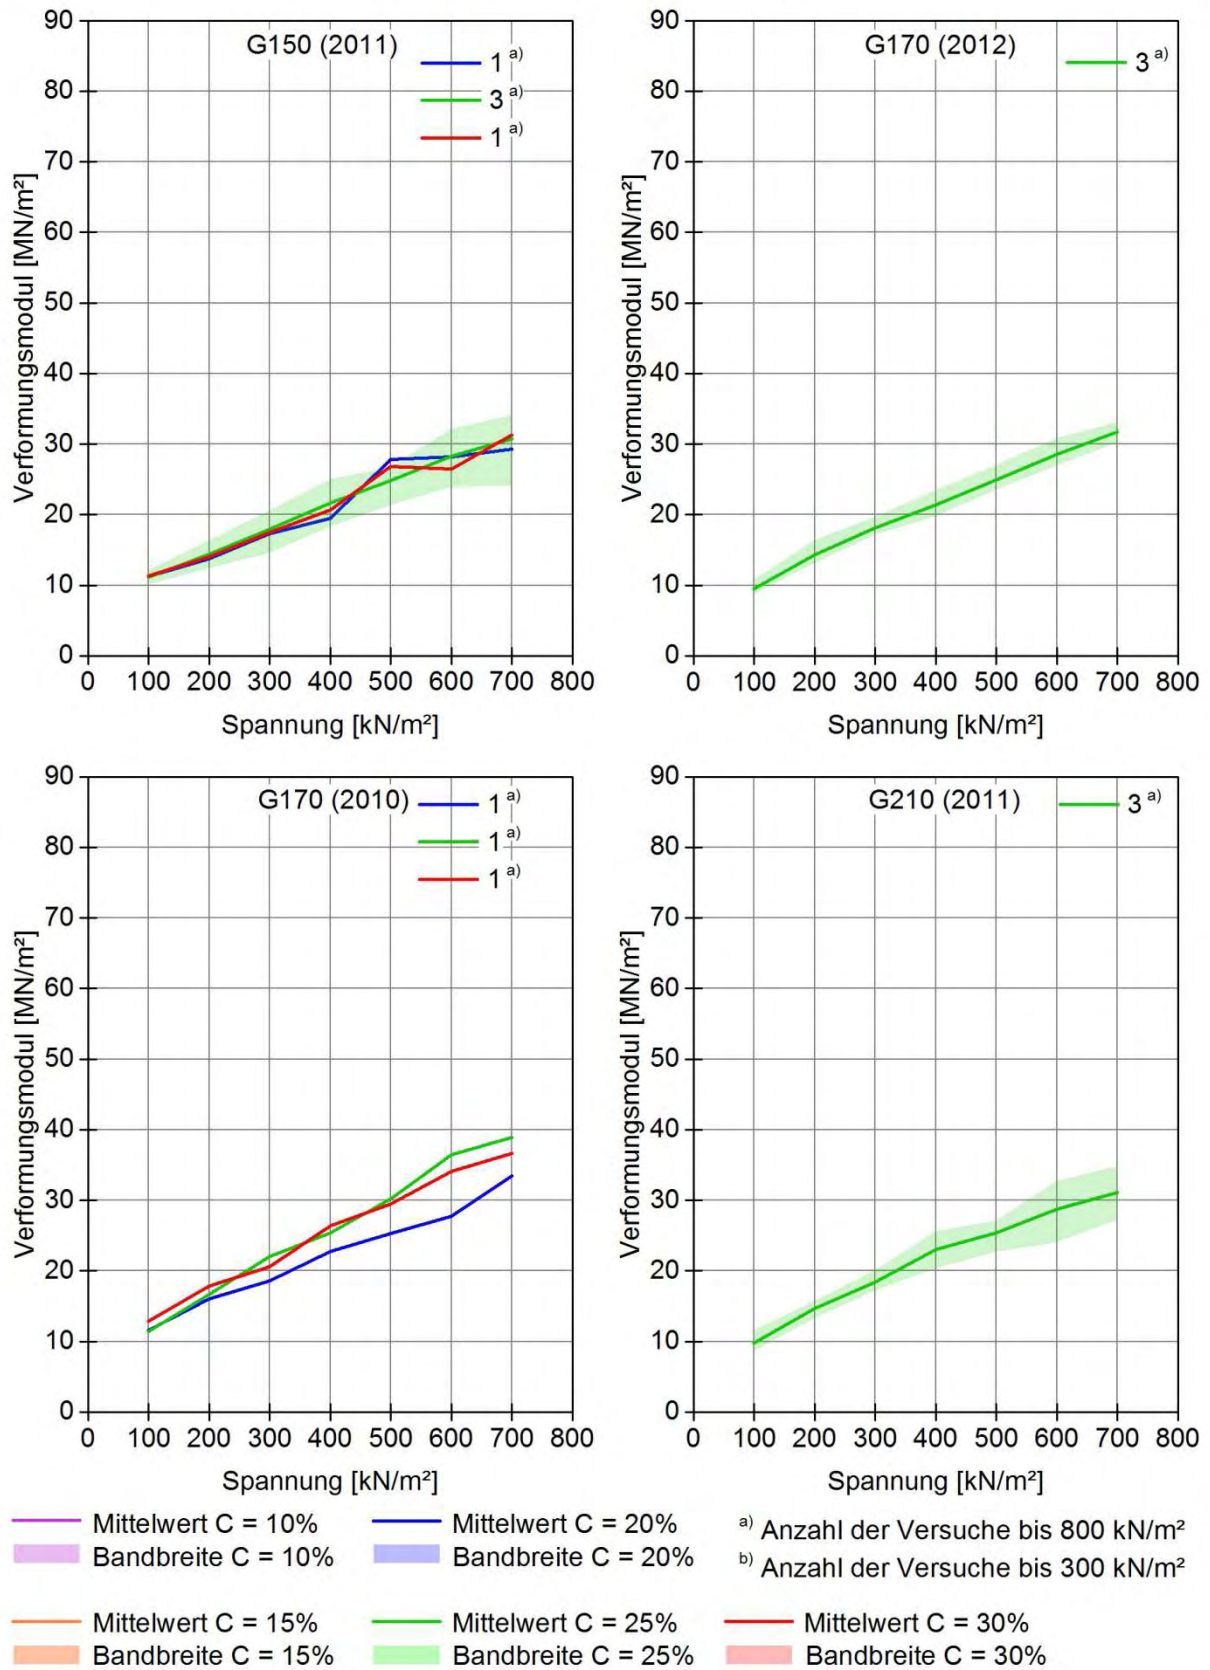 G150 (2011)
1 a)
3 a)
1 a)
90
80
70
60
50
40
30
20
10
0
Verformungsmodul [MN/m²]
0 100 200 300 400 500 600 700 800
Spannung [kN/m²]
G170 (2012)
3 a)
90
80
70
60
50
40
30
20
10
0
Verformungsmodul [MN/m²]
0 100 200 300 400 500 600 700 800
Spannung [kN/m²]
G170 (2010)
1 a)
1 a)
1 a)
90
80
70
60
50
40
30
20
10
0
Verformungsmodul [MN/m²]
0 100 200 300 400 500 600 700 800
Spannung [kN/m²]
G210 (2011)
3 a)
90
80
70
60
50
40
30
20
10
0
Verformungsmodul [MN/m²]
0 100 200 300 400 500 600 700 800
Spannung [kN/m²]
Mittelwert C = 10%
Bandbreite C = 10%
Mittelwert C = 20%
Bandbreite C = 20%
a) Anzahl der Versuche bis 800 kN/m²
b) Anzahl der Versuche bis 300 kN/m²
Mittelwert C = 15%
Bandbreite C = 15%
Mittelwert C = 25%
Bandbreite C = 25%
Mittelwert C = 30%
Bandbreite C = 30%